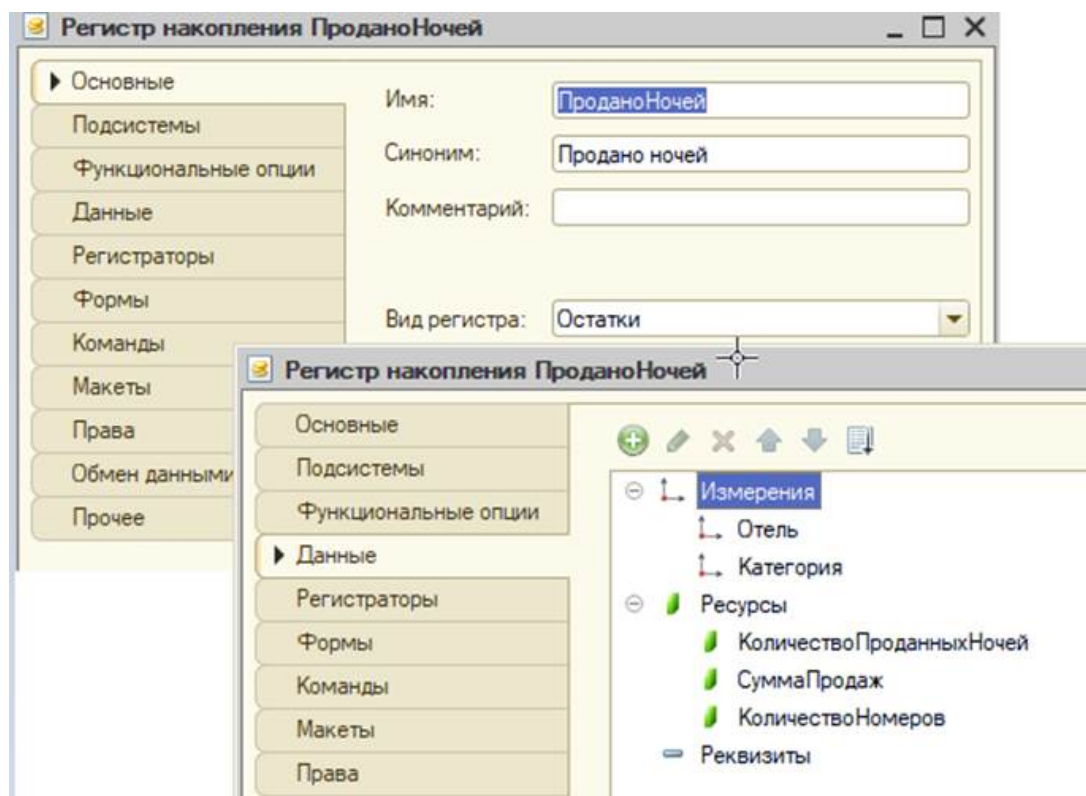 Регистр накопления ПроданоНочей
Основные
Подсистемы
Функциональные опции
Данные
Регистраторы
Формы
Команды
Макеты
Права
Обмен данными
Прочее
Имя: ПроданоНочей
Синоним: Продано ночей
Комментарий:
Вид регистра: Остатки
Регистр накопления ПроданоНочей
Основные
Подсистемы
Функциональные опции
Данные
Регистраторы
Формы
Команды
Макеты
Права
Измерения
Отель
Категория
Ресурсы
КоличествоПроданныхНочей
СуммаПродаж
КоличествоНомеров
Реквизиты